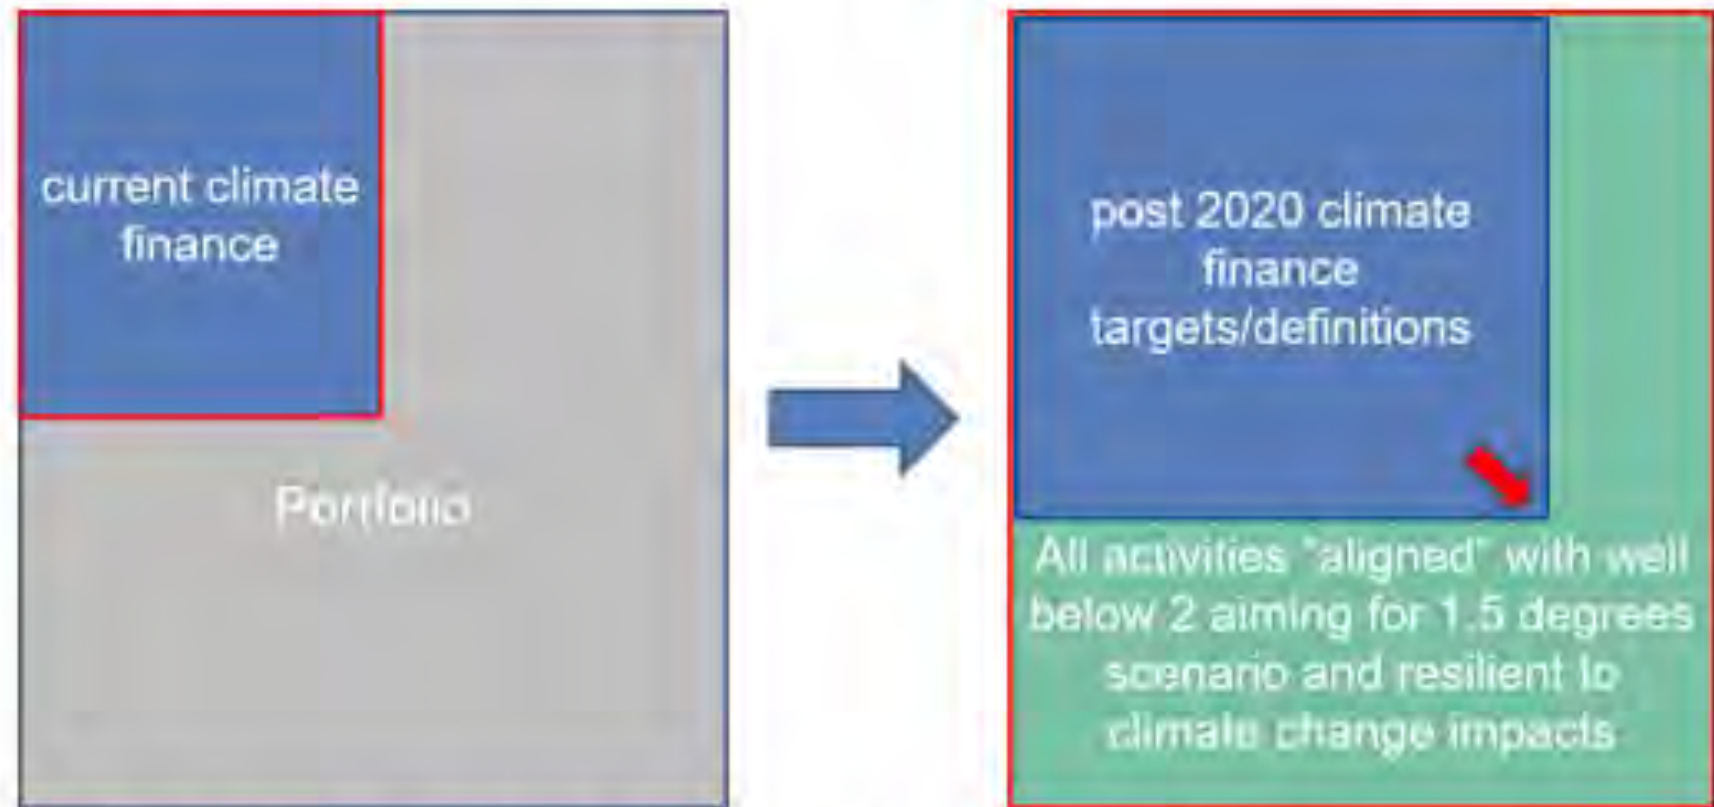 current climate
finance
Portfolio
post 2020 climate
finance
targets/definitions
All activities "aligned" with well
below 2 aiming for 1.5 degrees
scenario and resilient to
climate change impacts